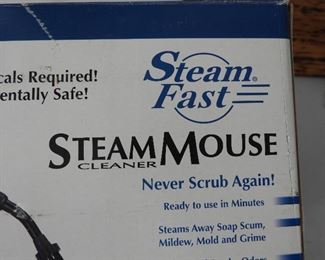 cals Required!
entally Safe!
Steam
Fast®
STEAMMOUSE
CLEANER
Never Scrub Again!
Ready to use in Minutes
Steams Away Soap Scum,
Mildew, Mold and Grime